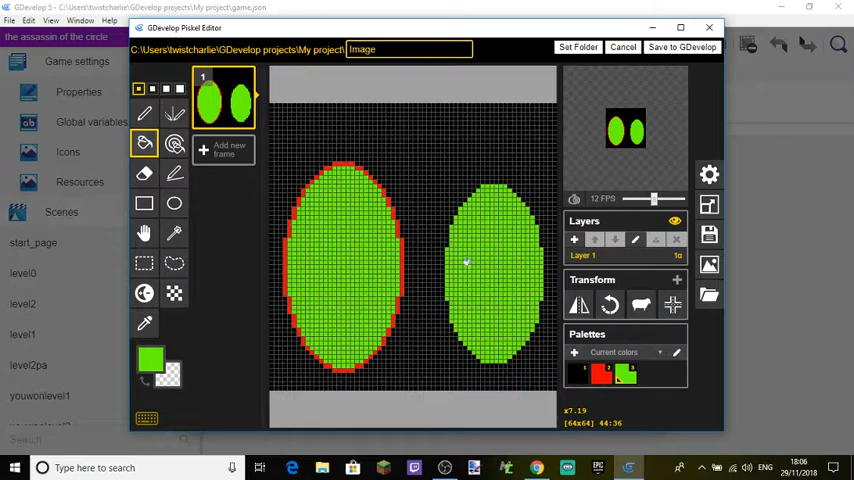 GDevelop 5 - C:\Users\twistcharlie\GDevelop projects\My project\game.json
File Edit View Window Help
the assassin of the circle
Game settings
Properties
Global variables
Icons
Resources
Scenes
start_page
level0
level2
level1
level2pa
youwonlevel1
Search
GDevelop Piskel Editor
C:\Users\twistcharlie\GDevelop projects\My project\ Image
Set Folder Cancel Save to GDevelop
1
Add new frame
12 FPS
Layers
Layer 1 1α
Transform
Palettes
Current colors
1 2 3
x7.19
[64x64] 44:36
Type here to search
ENG
18:06
29/11/2018